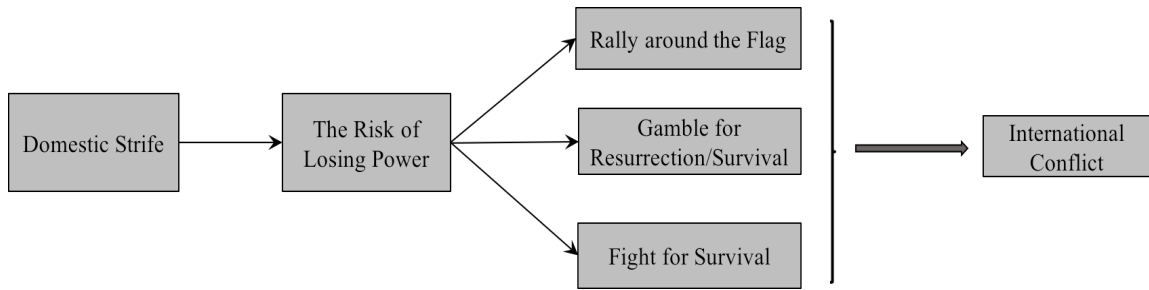 Domestic Strife
The Risk of
Losing Power
Rally around the Flag
Gamble for
Resurrection/Survival
Fight for Survival
International
Conflict